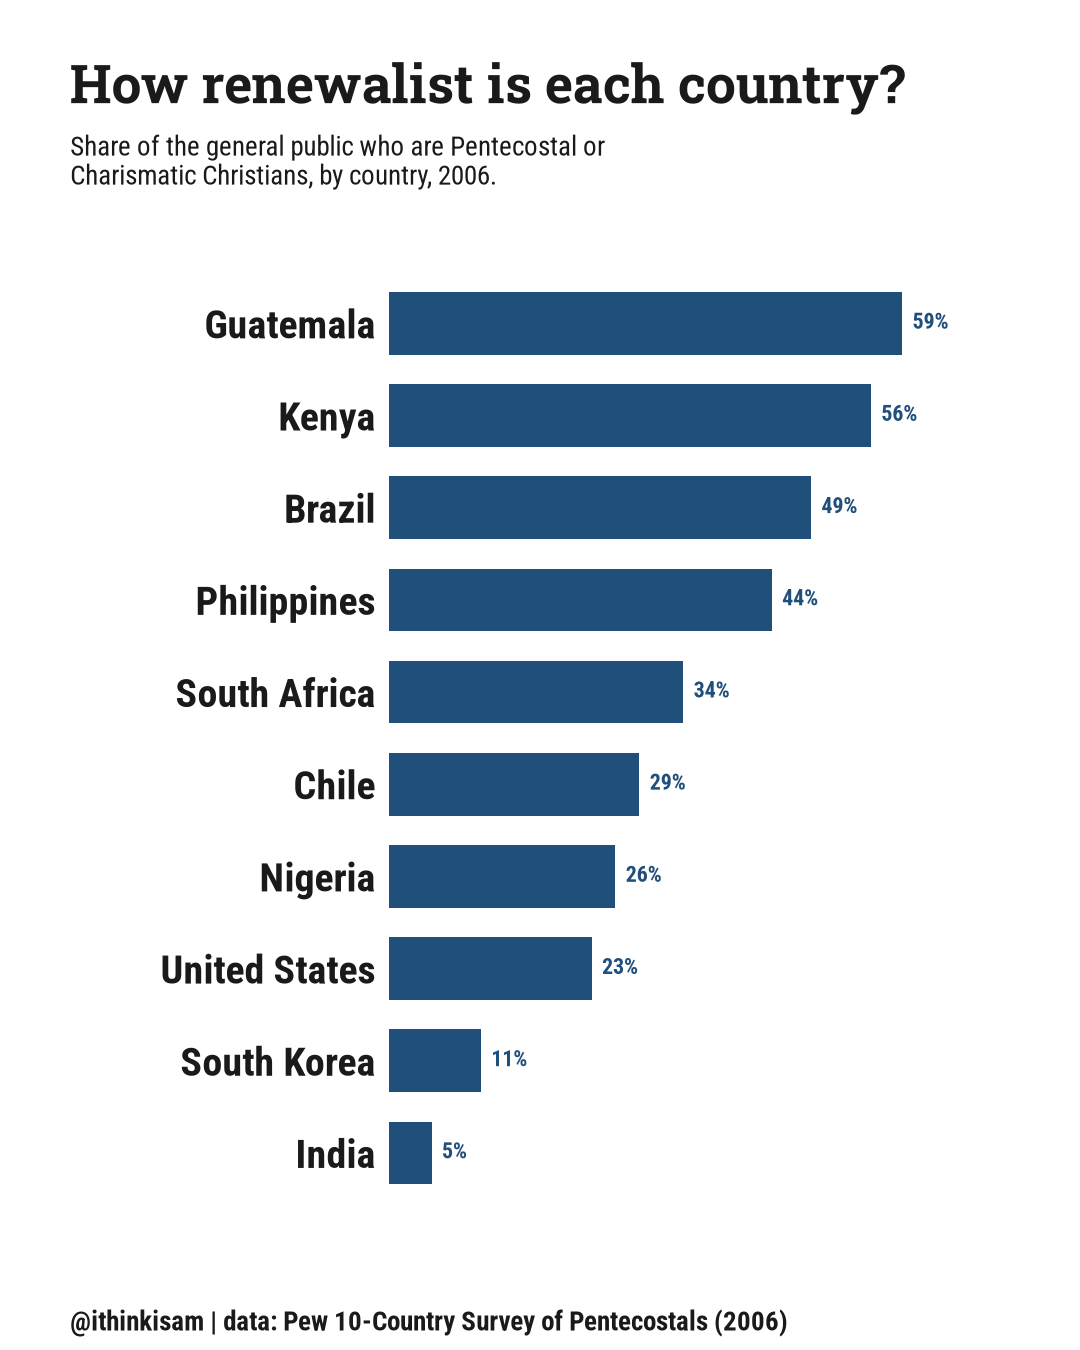 How renewalist is each country?
Share of the general public who are Pentecostal or
Charismatic Christians, by country, 2006.
Guatemala 59%
Kenya 56%
Brazil 49%
Philippines 44%
South Africa 34%
Chile 29%
Nigeria 26%
United States 23%
South Korea 11%
India 5%
@ithinkisam | data: Pew 10-Country Survey of Pentecostals (2006)